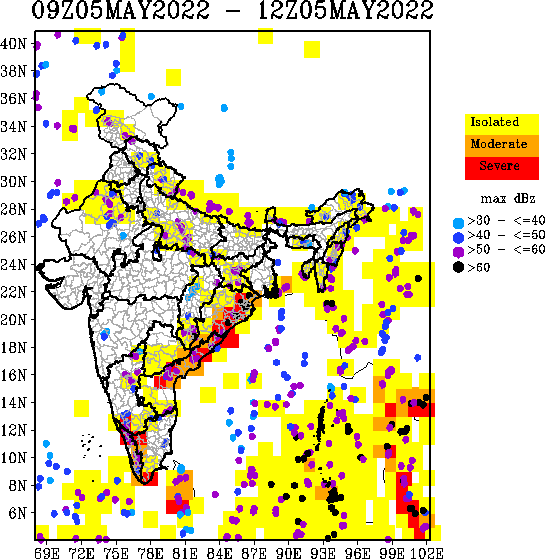 09Z05MAY2022 - 12Z05MAY2022
40N
38N
36N
34N
32N
30N
28N
26N
24N
22N
20N
18N
16N
14N
12N
10N
8N
6N
69E 72E 75E 78E 81E 84E 87E 90E 93E 96E 99E 102E
Isolated
Moderate
Severe
max dBz
>30 - <=40
>40 - <=50
>50 - <=60
>60